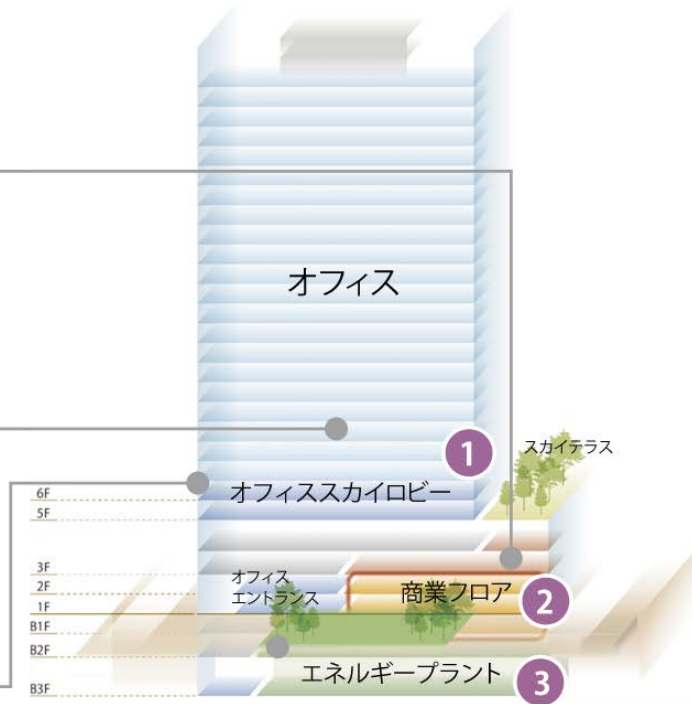 オフィス
1
スカイテラス
6F
オフィススカイロビー
5F
3F
オフィス
エントランス
2F
商業フロア
2
1F
B1F
B2F
エネルギープラント
3
B3F